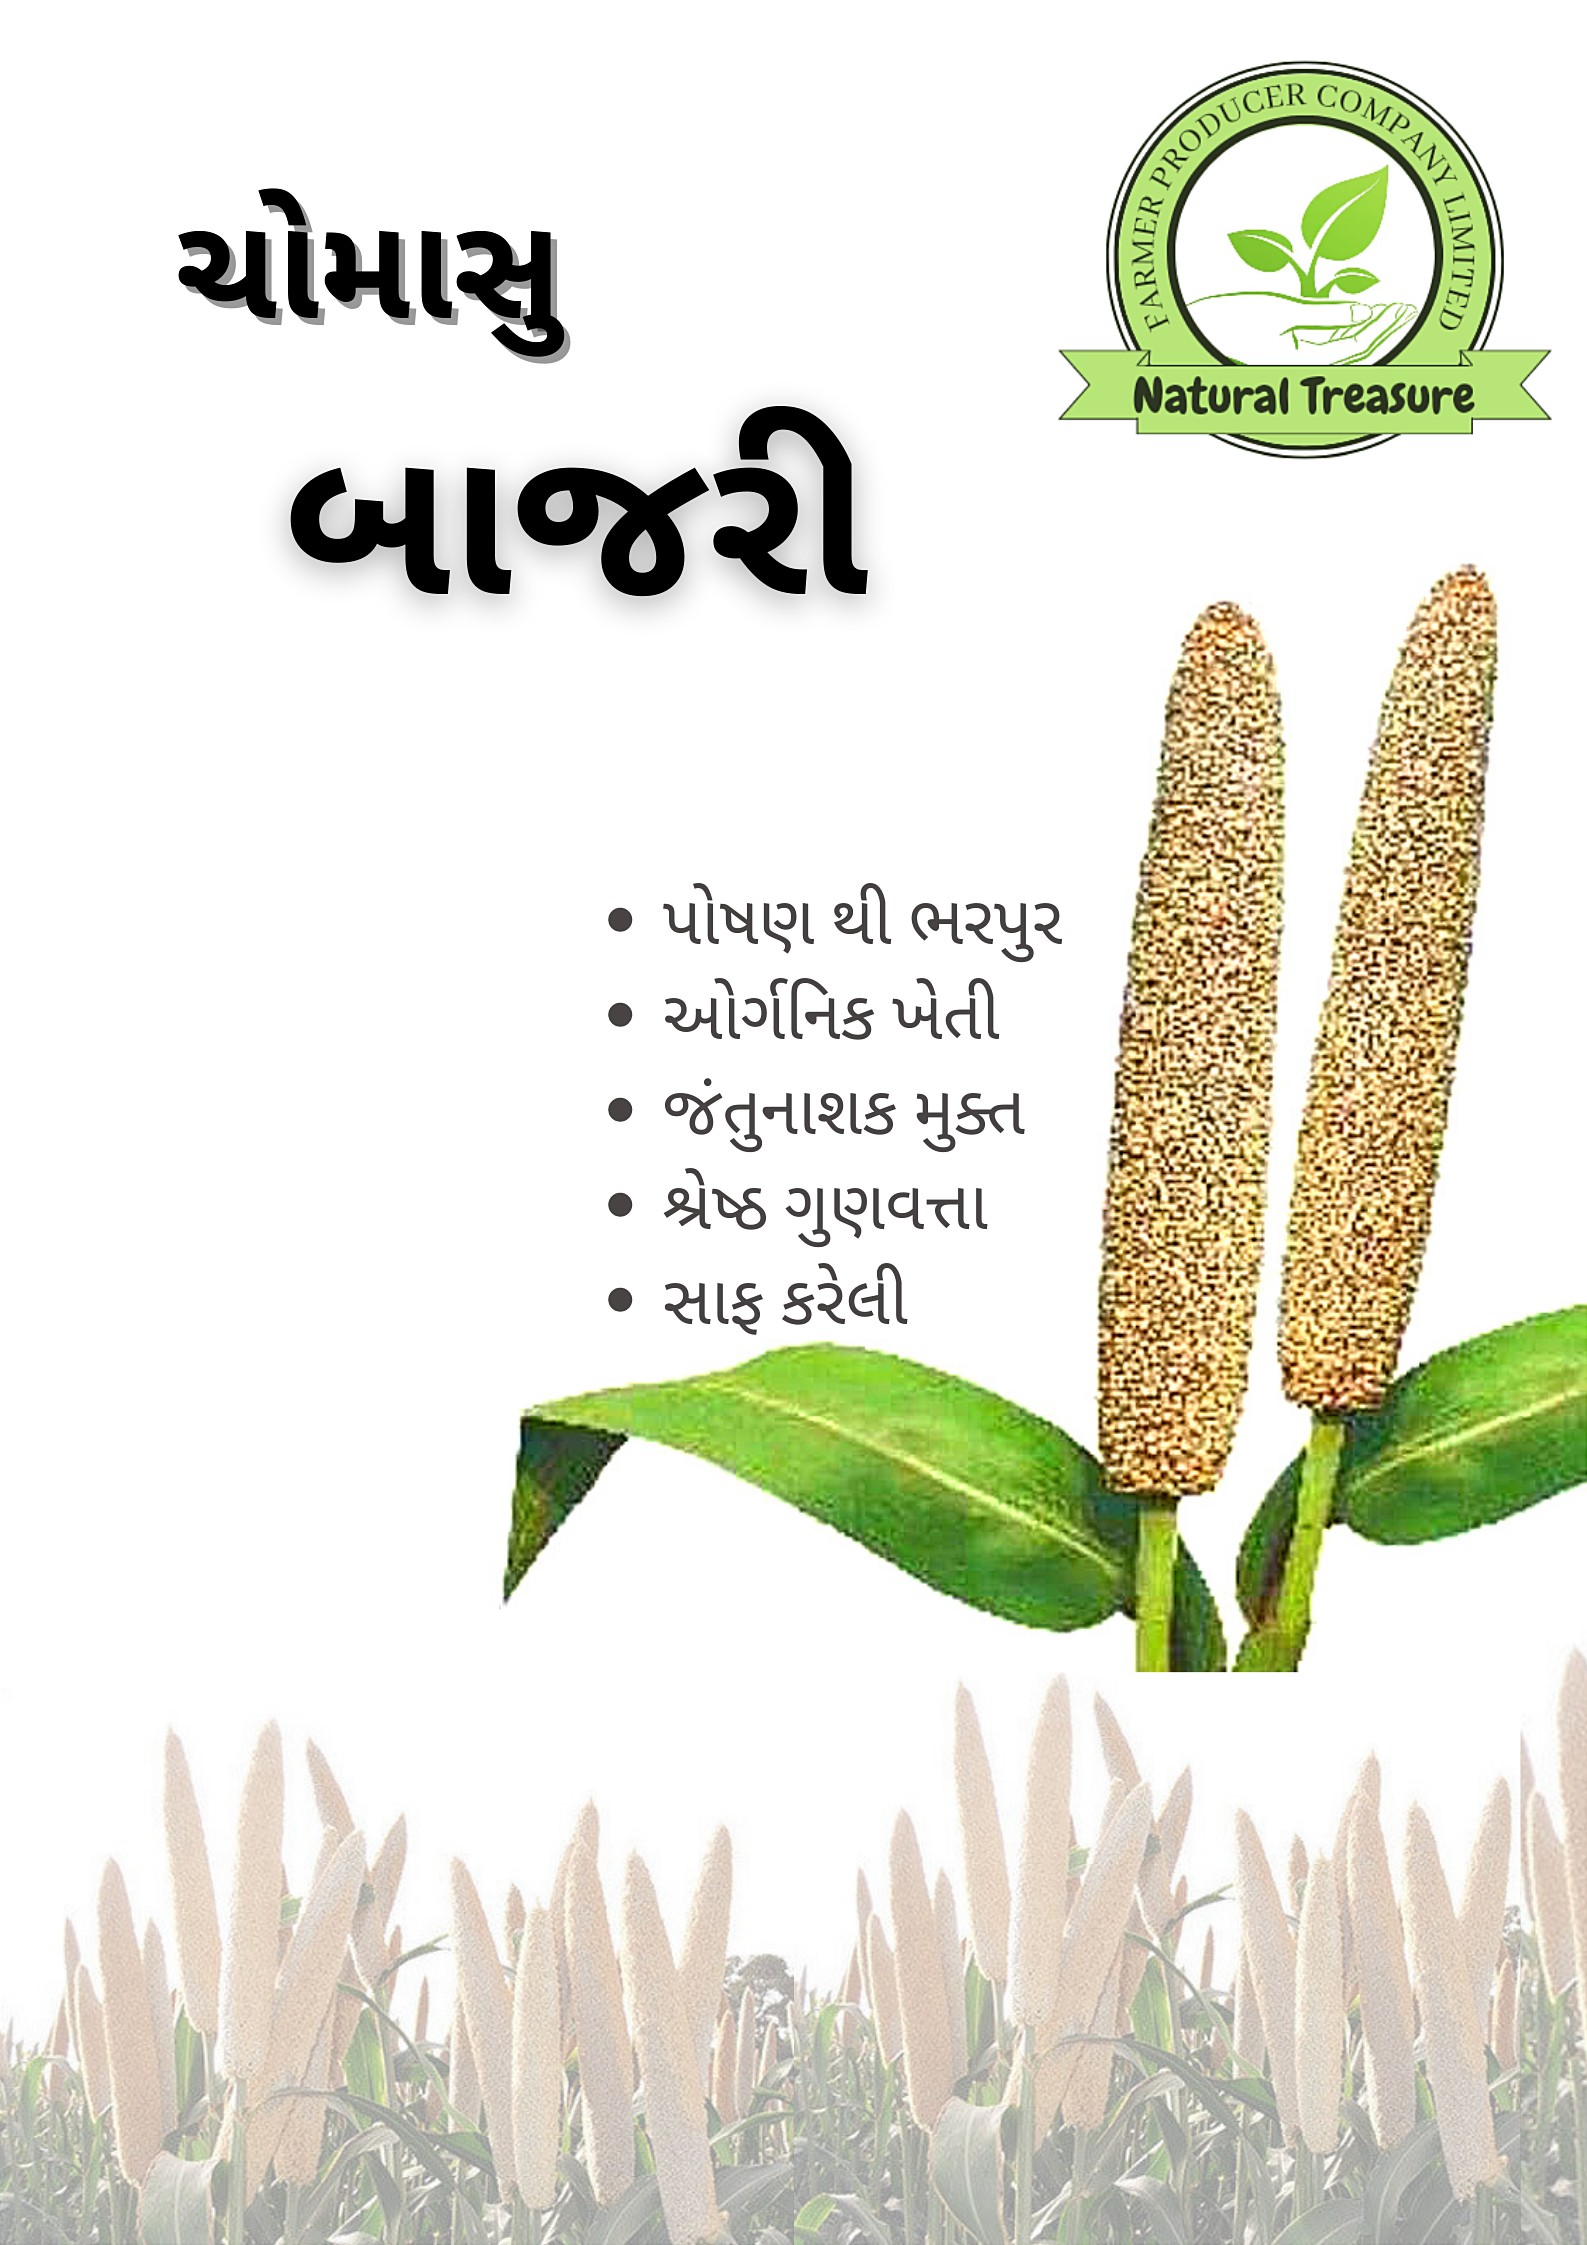 FARMER PRODUCER COMPANY LIMITED
Natural Treasure
ચોમાસુ
બાજરી
• પોષણ થી ભરપુર
• ઓર્ગનિક ખેતી
• જંતુનાશક મુક્ત
• શ્રેષ્ઠ ગુણવત્તા
• સાફ કરેલી